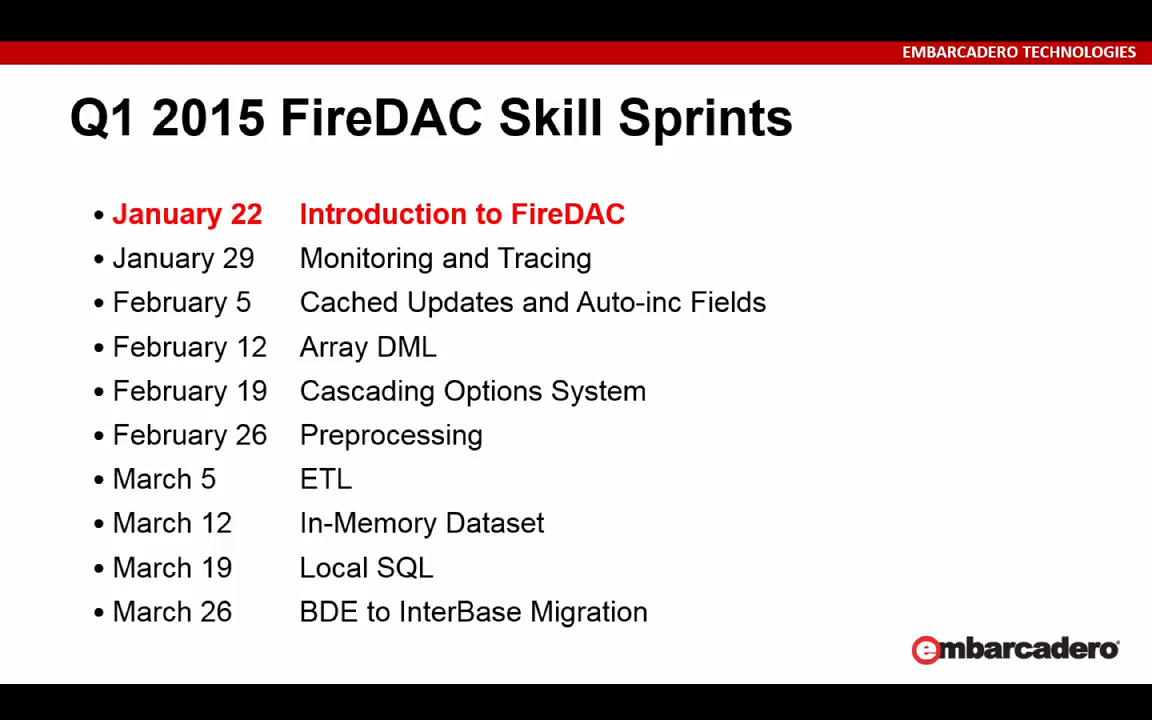 EMBARCADERO TECHNOLOGIES
Q1 2015 FireDAC Skill Sprints
• January 22 Introduction to FireDAC
• January 29 Monitoring and Tracing
• February 5 Cached Updates and Auto-inc Fields
• February 12 Array DML
• February 19 Cascading Options System
• February 26 Preprocessing
• March 5 ETL
• March 12 In-Memory Dataset
• March 19 Local SQL
• March 26 BDE to InterBase Migration
embarcadero